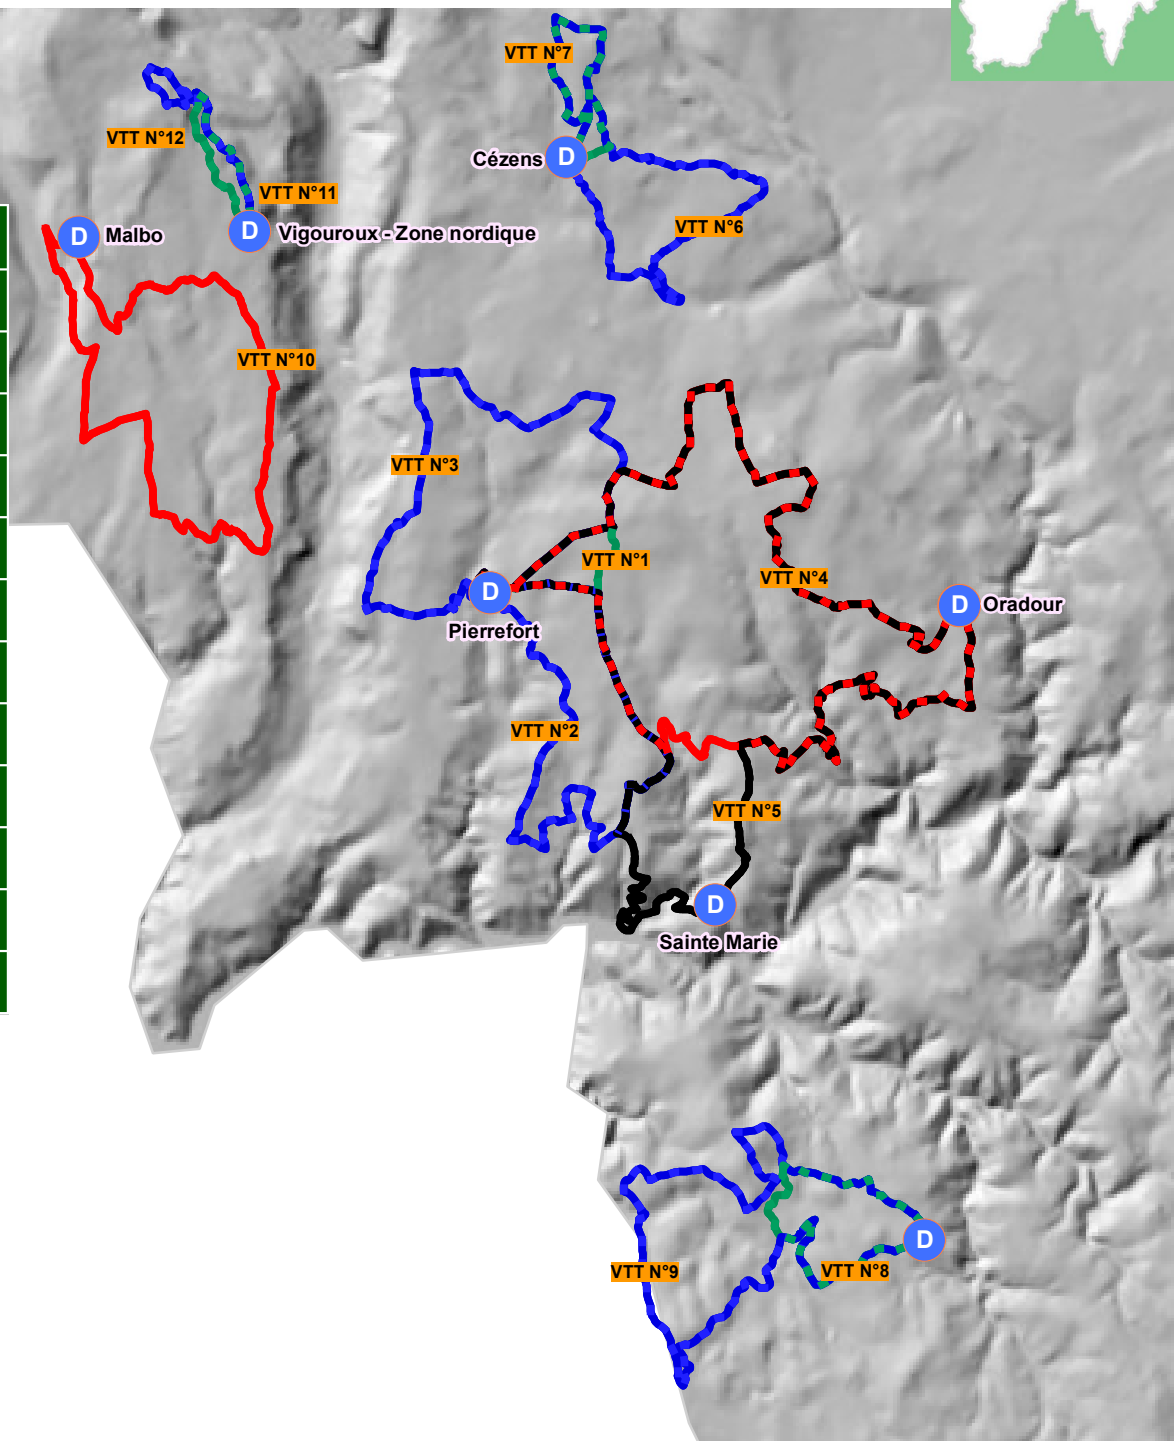 VTT N°7
VTT N°12
D
Cézens
VTT N°11
VTT N°6
D
Malbo
D
Vigouroux - Zone nordique
VTT N°10
VTT N°3
VTT N°1
VTT N°4
D
Pierrefort
D
Oradour
VTT N°2
VTT N°5
D
Sainte Marie
D
VTT N°9
VTT N°8